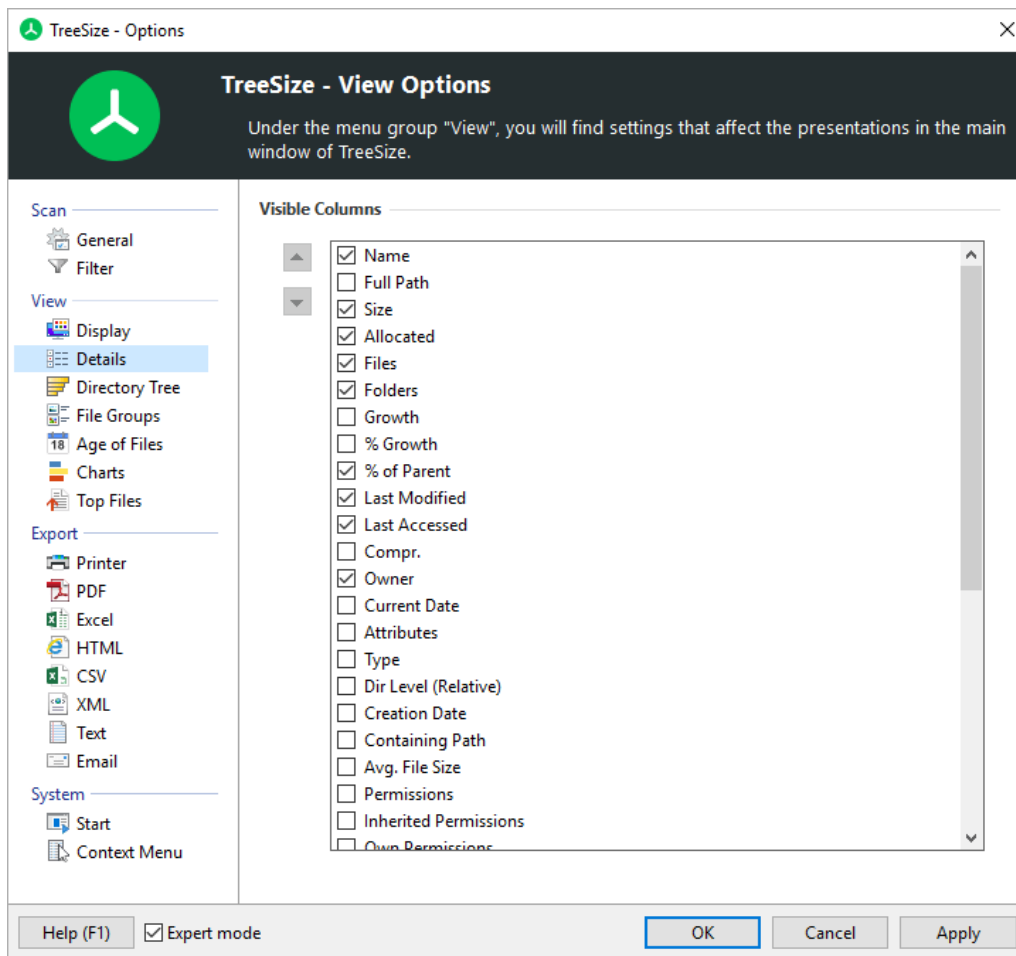 TreeSize - Options
TreeSize - View Options
Under the menu group "View", you will find settings that affect the presentations in the main
window of TreeSize.
Scan
General
Filter
View
Display
Details
Directory Tree
File Groups
18 Age of Files
Charts
Top Files
Export
Printer
PDF
Excel
HTML
CSV
XML
Text
Email
System
Start
Context Menu
Visible Columns
Name
Full Path
Size
Allocated
Files
Folders
Growth
% Growth
% of Parent
Last Modified
Last Accessed
Compr.
Owner
Current Date
Attributes
Type
Dir Level (Relative)
Creation Date
Containing Path
Avg. File Size
Permissions
Inherited Permissions
Own Permissions
Help (F1)
Expert mode
OK
Cancel
Apply